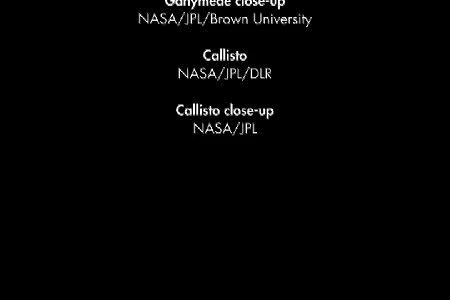 Ganymede close-up
NASA/JPL/Brown University
Callisto
NASA/JPL/DLR
Callisto close-up
NASA/JPL